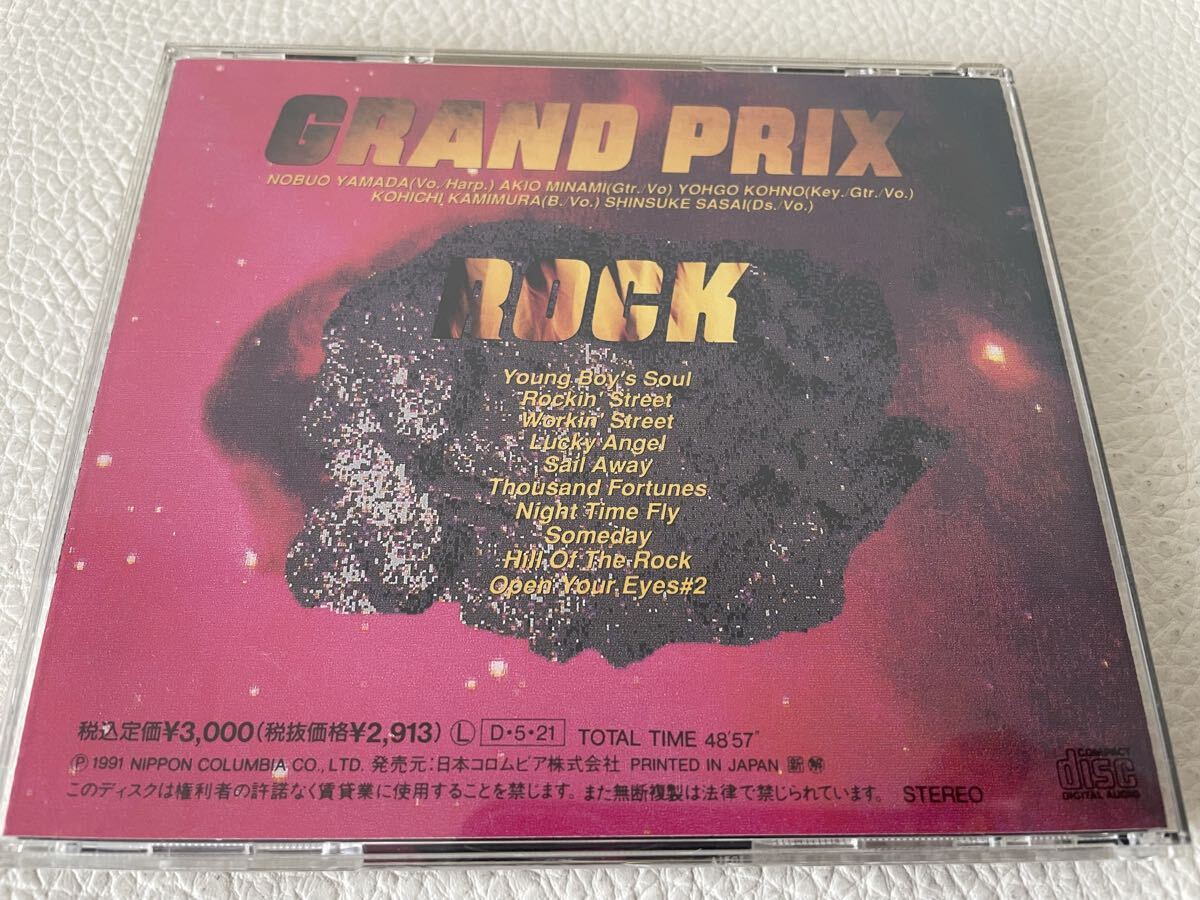 GRAND PRIX
NOBUO YAMADA(Vo./Harp.) AKIO MINAMI(Gtr./Vo) YOHGO KOHNO(Key./Gtr./Vo.)
KOHICHI KAMIMURA(B./Vo.) SHINSUKE SASAI(Ds./Vo.)
ROCK
Young Boy's Soul
Rockin' Street
Workin' Street
Lucky Angel
Sail Away
Thousand Fortunes
Night Time Fly
Someday
Hill Of The Rock
Open Your Eyes#2
税込定価¥3,000(税抜価格¥2,913) Ⓛ D・5・21 TOTAL TIME 48'57"
Ⓟ 1991 NIPPON COLUMBIA CO., LTD. 発売元:日本コロムビア株式会社 PRINTED IN JAPAN
このディスクは権利者の許諾なく賃貸業に使用することを禁じます。また無断複製は法律で禁じられています。 STEREO
COMPACT
disc
DIGITAL AUDIO